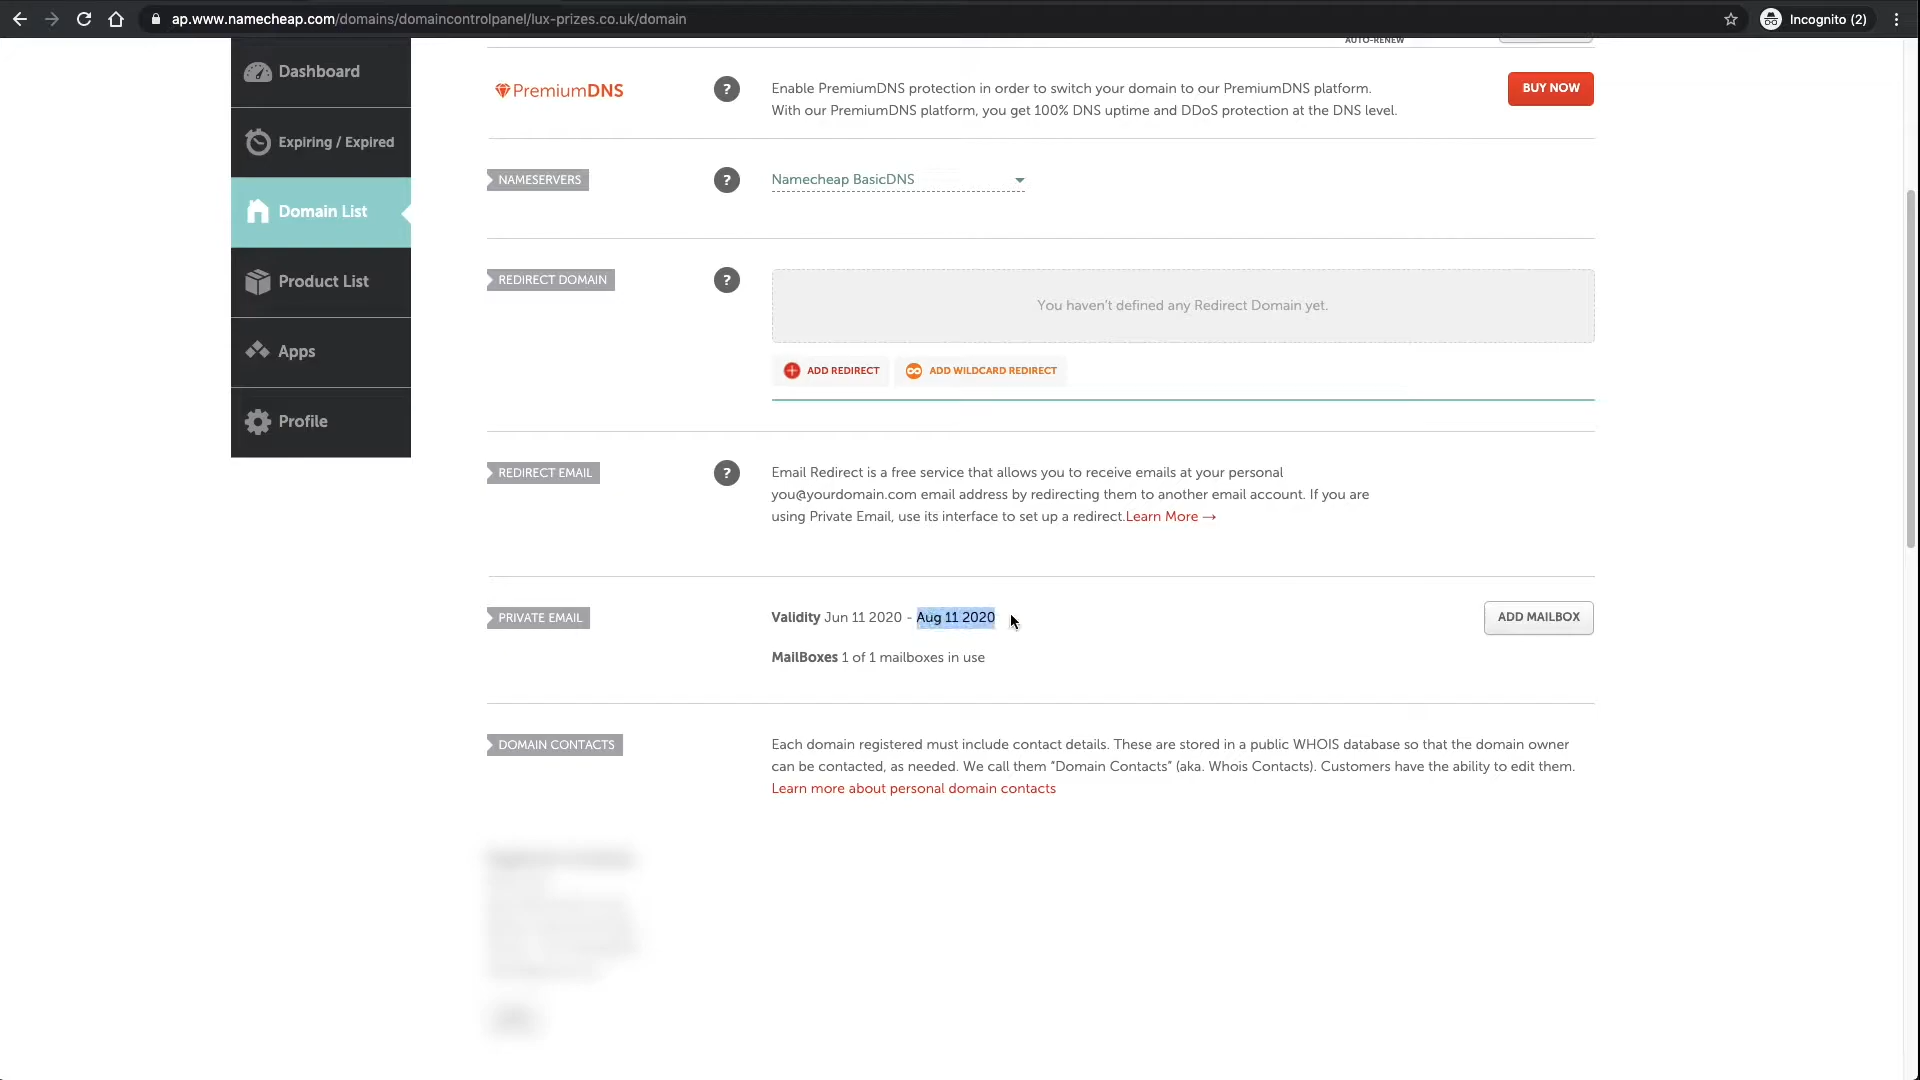 ap.www.namecheap.com/domains/domaincontrolpanel/lux-prizes.co.uk/domain
Incognito (2)
AUTO-RENEW
Dashboard
Expiring / Expired
Domain List
Product List
Apps
Profile
PremiumDNS
?
Enable PremiumDNS protection in order to switch your domain to our PremiumDNS platform.
With our PremiumDNS platform, you get 100% DNS uptime and DDoS protection at the DNS level.
BUY NOW
NAMESERVERS
?
Namecheap BasicDNS
REDIRECT DOMAIN
?
You haven't defined any Redirect Domain yet.
ADD REDIRECT
ADD WILDCARD REDIRECT
REDIRECT EMAIL
?
Email Redirect is a free service that allows you to receive emails at your personal
you@yourdomain.com email address by redirecting them to another email account. If you are
using Private Email, use its interface to set up a redirect.Learn More →
PRIVATE EMAIL
Validity Jun 11 2020 - Aug 11 2020
ADD MAILBOX
MailBoxes 1 of 1 mailboxes in use
DOMAIN CONTACTS
Each domain registered must include contact details. These are stored in a public WHOIS database so that the domain owner
can be contacted, as needed. We call them “Domain Contacts” (aka. Whois Contacts). Customers have the ability to edit them.
Learn more about personal domain contacts